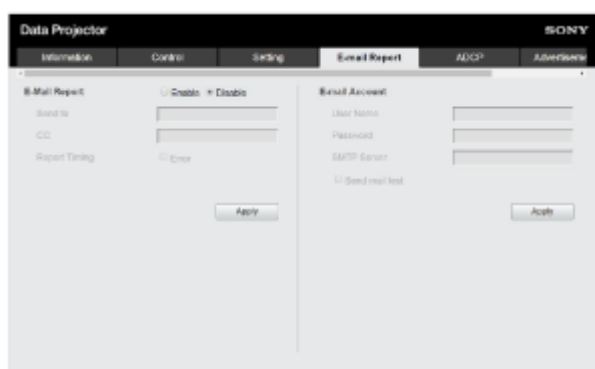 Data Projector
SONY
Information
Control
Setting
E-mail Report
ADCP
Advertiseme
E-Mail Report
Enable
Disable
Send to
CC
Report Timing
Error
Apply
E-mail Account
User Name
Password
SMTP Server
Send mail test
Apply